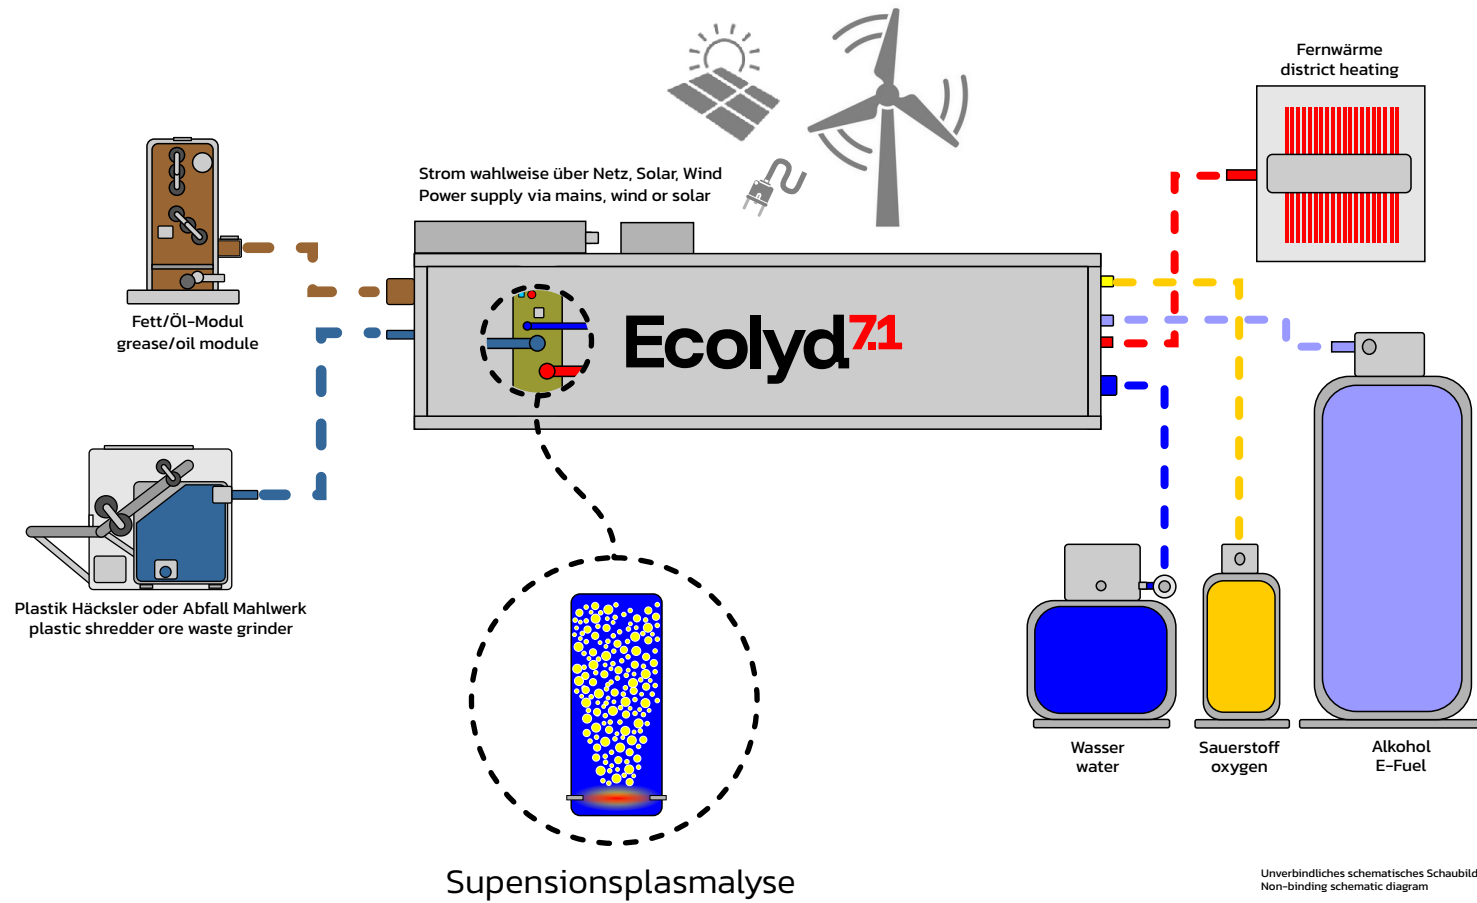 Fernwärme
district heating
Strom wahlweise über Netz, Solar, Wind
Power supply via mains, wind or solar
Fett/Öl-Modul
grease/oil module
Ecolyd 7.1
Plastik Häcksler oder Abfall Mahlwerk
plastic shredder ore waste grinder
Wasser
water
Sauerstoff
oxygen
Alkohol
E-Fuel
Supensionsplasmalyse
Unverbindliches schematisches Schaubild
Non-binding schematic diagram